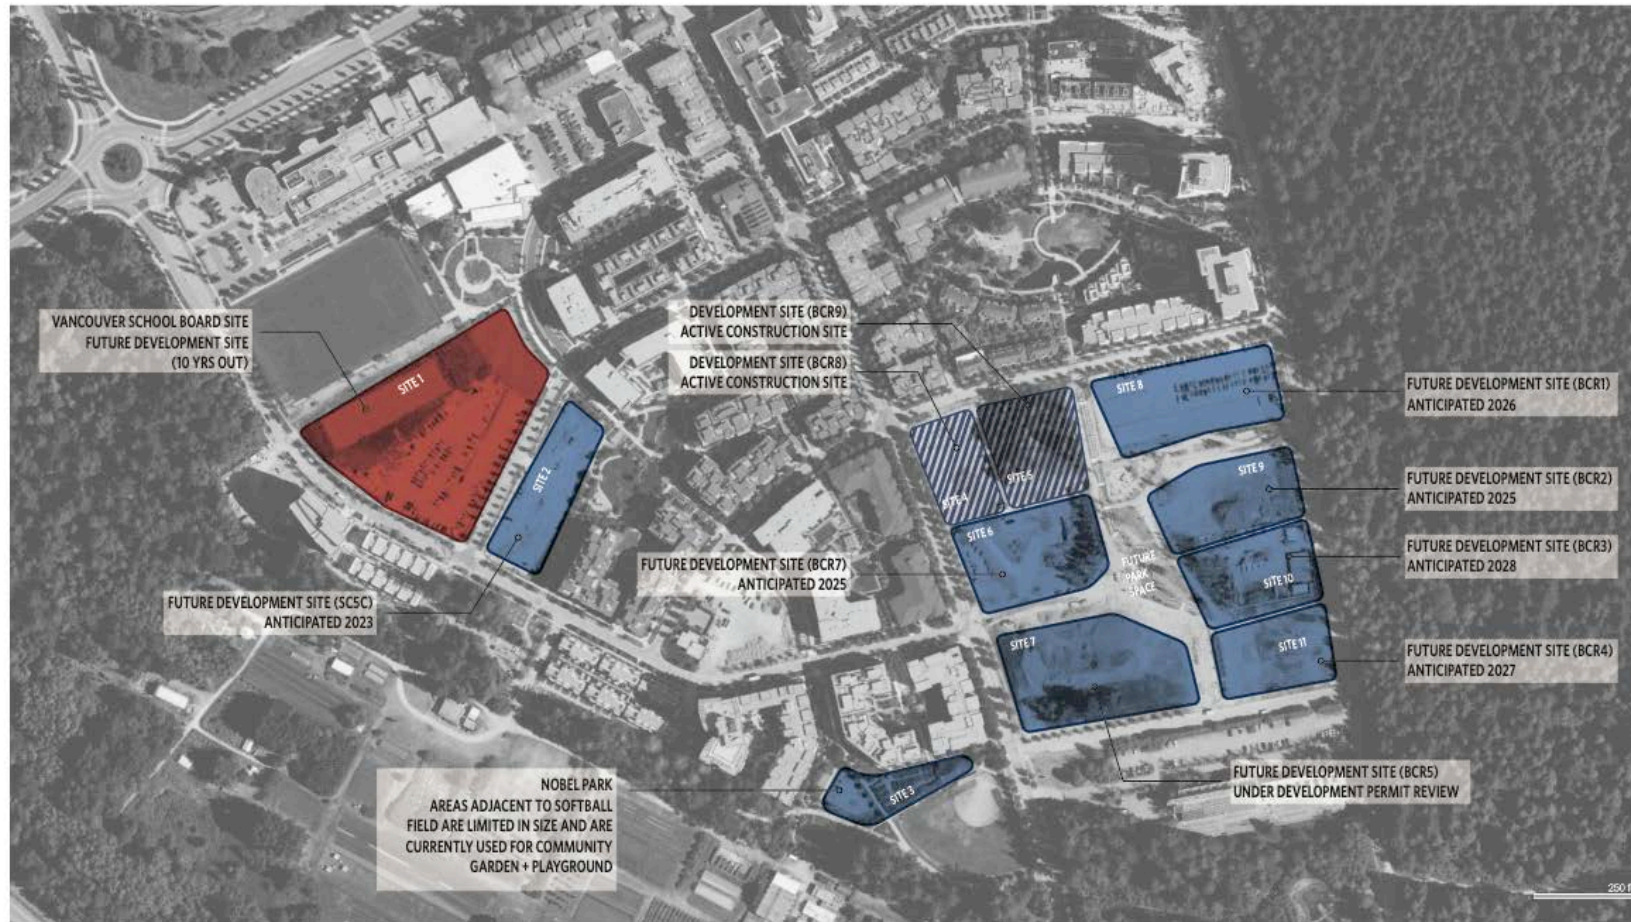 VANCOUVER SCHOOL BOARD SITE
FUTURE DEVELOPMENT SITE
(10 YRS OUT)
SITE 1
SITE 2
FUTURE DEVELOPMENT SITE (SC5C)
ANTICIPATED 2023
DEVELOPMENT SITE (BCR9)
ACTIVE CONSTRUCTION SITE
DEVELOPMENT SITE (BCR8)
ACTIVE CONSTRUCTION SITE
SITE 4
SITE 5
SITE 6
FUTURE DEVELOPMENT SITE (BCR7)
ANTICIPATED 2025
SITE 7
SITE 8
FUTURE DEVELOPMENT SITE (BCR1)
ANTICIPATED 2026
SITE 9
FUTURE DEVELOPMENT SITE (BCR2)
ANTICIPATED 2025
FUTURE
PARK
SPACE
SITE 10
FUTURE DEVELOPMENT SITE (BCR3)
ANTICIPATED 2028
SITE 11
FUTURE DEVELOPMENT SITE (BCR4)
ANTICIPATED 2027
FUTURE DEVELOPMENT SITE (BCR5)
UNDER DEVELOPMENT PERMIT REVIEW
NOBEL PARK
AREAS ADJACENT TO SOFTBALL
FIELD ARE LIMITED IN SIZE AND ARE
CURRENTLY USED FOR COMMUNITY
GARDEN + PLAYGROUND
SITE 3
250 f